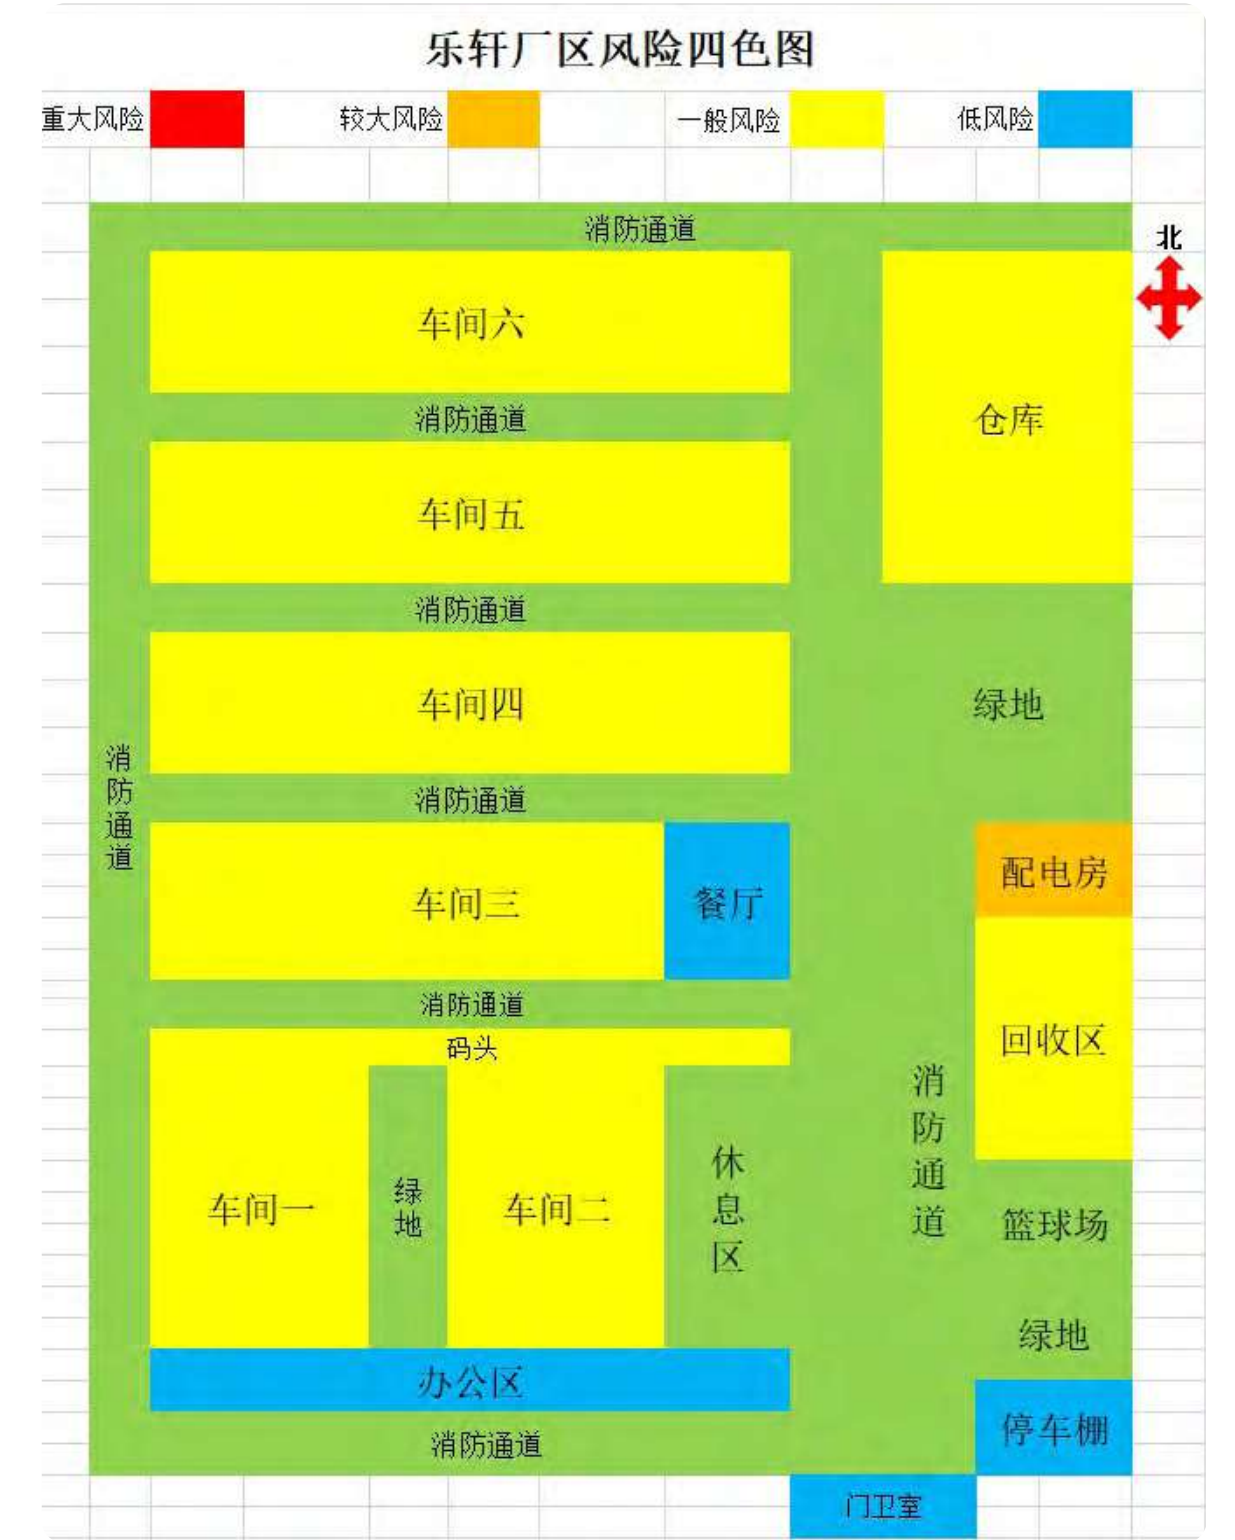 乐轩厂区风险四色图
重大风险
较大风险
一般风险
低风险
消防通道
北
车间六
仓库
消防通道
车间五
消防通道
车间四
绿地
消防通道
消防通道
车间三
餐厅
配电房
消防通道
码头
回收区
消防通道
车间一
绿地
车间二
休息区
篮球场
绿地
办公区
停车棚
消防通道
门卫室